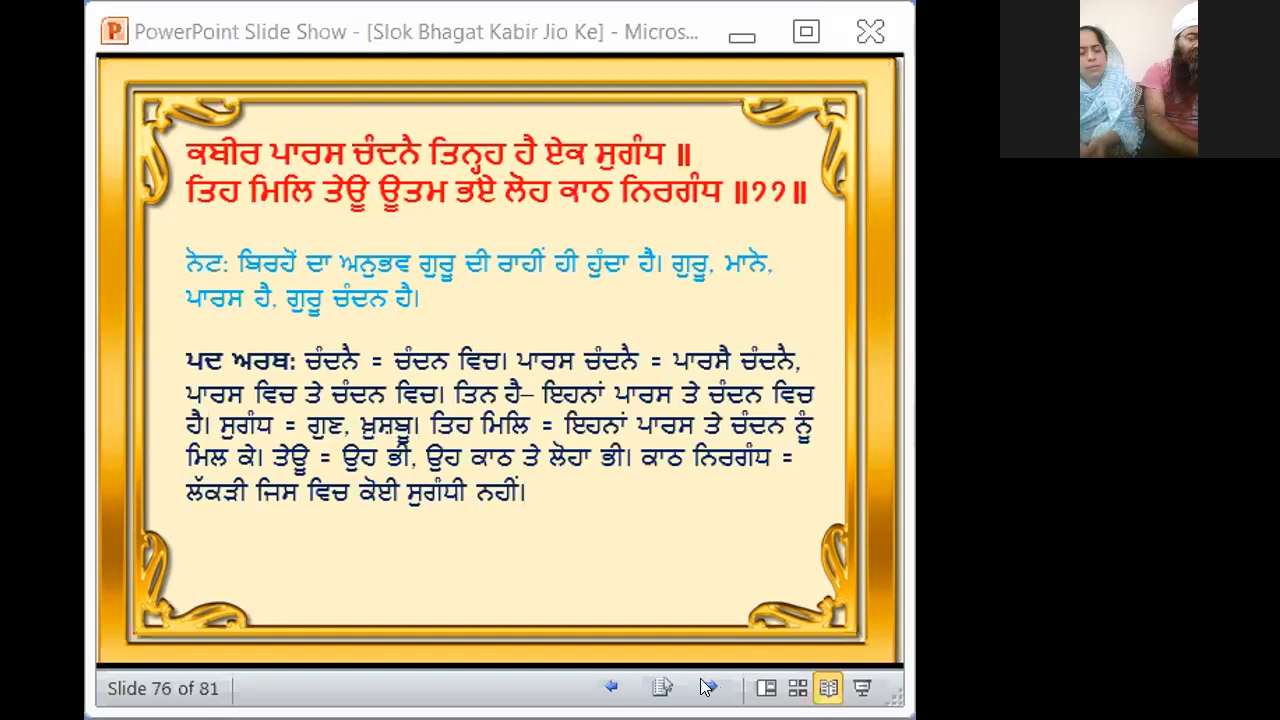 PowerPoint Slide Show - [Slok Bhagat Kabir Jio Ke] - Micros...
ਕਬੀਰ ਪਾਰਸ ਚੰਦਨੈ ਤਿਨ੍ਹ ਹੈ ਏਕ ਸੁਗੰਧ ॥
ਤਿਹ ਮਿਲਿ ਤੇਊ ਊਤਮ ਭਏ ਲੋਹ ਕਾਠ ਨਿਰਗੰਧ ॥੭੭॥
ਨੋਟ: ਬਿਰਹੋਂ ਦਾ ਅਨੁਭਵ ਗੁਰੂ ਦੀ ਰਾਹੀਂ ਹੀ ਹੁੰਦਾ ਹੈ। ਗੁਰੂ, ਮਾਨੋ,
ਪਾਰਸ ਹੈ, ਗੁਰੂ ਚੰਦਨ ਹੈ।
ਪਦ ਅਰਥ: ਚੰਦਨੈ = ਚੰਦਨ ਵਿਚ। ਪਾਰਸ ਚੰਦਨੈ = ਪਾਰਸੈ ਚੰਦਨੈ,
ਪਾਰਸ ਵਿਚ ਤੇ ਚੰਦਨ ਵਿਚ। ਤਿਨ ਹੈ– ਇਹਨਾਂ ਪਾਰਸ ਤੇ ਚੰਦਨ ਵਿਚ
ਹੈ। ਸੁਗੰਧ = ਗੁਣ, ਖ਼ੁਸ਼ਬੂ। ਤਿਹ ਮਿਲਿ = ਇਹਨਾਂ ਪਾਰਸ ਤੇ ਚੰਦਨ ਨੂੰ
ਮਿਲ ਕੇ। ਤੇਊ = ਉਹ ਭੀ, ਉਹ ਕਾਠ ਤੇ ਲੋਹਾ ਭੀ। ਕਾਠ ਨਿਰਗੰਧ =
ਲੱਕੜੀ ਜਿਸ ਵਿਚ ਕੋਈ ਸੁਗੰਧੀ ਨਹੀਂ।
Slide 76 of 81